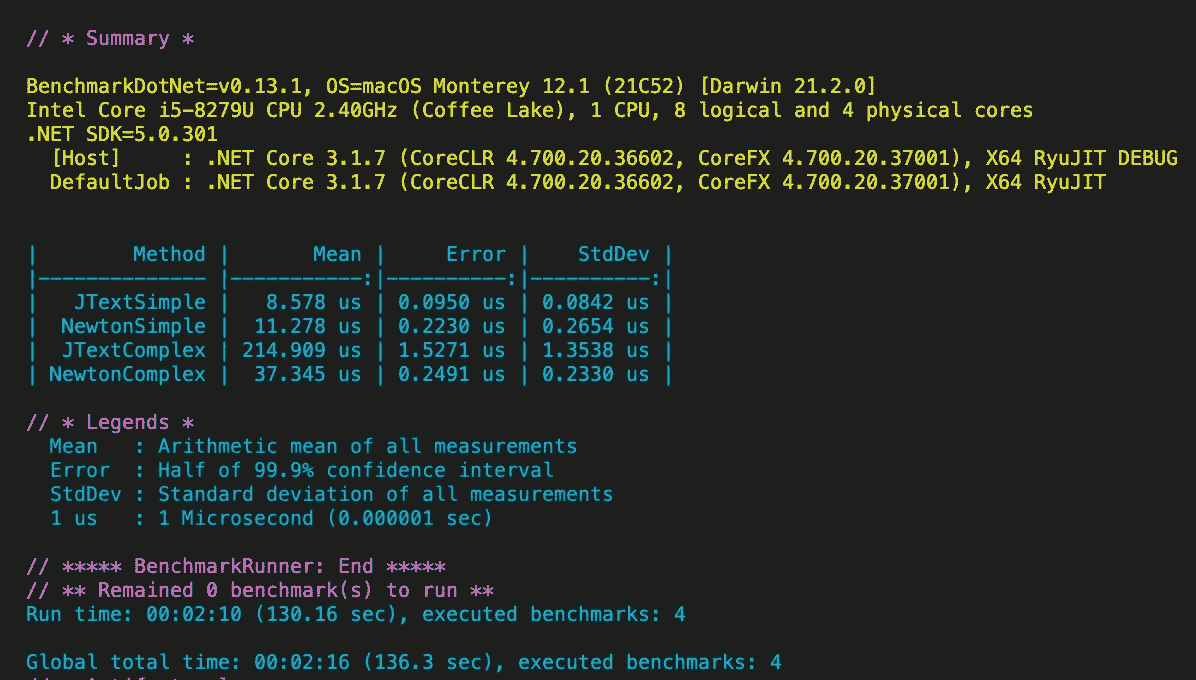 // * Summary *
BenchmarkDotNet=v0.13.1, OS=macOS Monterey 12.1 (21C52) [Darwin 21.2.0]
Intel Core i5-8279U CPU 2.40GHz (Coffee Lake), 1 CPU, 8 logical and 4 physical cores
.NET SDK=5.0.301
  [Host]     : .NET Core 3.1.7 (CoreCLR 4.700.20.36602, CoreFX 4.700.20.37001), X64 RyuJIT DEBUG
  DefaultJob : .NET Core 3.1.7 (CoreCLR 4.700.20.36602, CoreFX 4.700.20.37001), X64 RyuJIT
|        Method |       Mean |     Error |    StdDev |
|-------------- |-----------:|----------:|----------:|
|   JTextSimple |   8.578 us | 0.0950 us | 0.0842 us |
|  NewtonSimple |  11.278 us | 0.2230 us | 0.2654 us |
|  JTextComplex | 214.909 us | 1.5271 us | 1.3538 us |
| NewtonComplex |  37.345 us | 0.2491 us | 0.2330 us |
// * Legends *
  Mean   : Arithmetic mean of all measurements
  Error  : Half of 99.9% confidence interval
  StdDev : Standard deviation of all measurements
  1 us   : 1 Microsecond (0.000001 sec)
// ***** BenchmarkRunner: End *****
// ** Remained 0 benchmark(s) to run **
Run time: 00:02:10 (130.16 sec), executed benchmarks: 4
Global total time: 00:02:16 (136.3 sec), executed benchmarks: 4